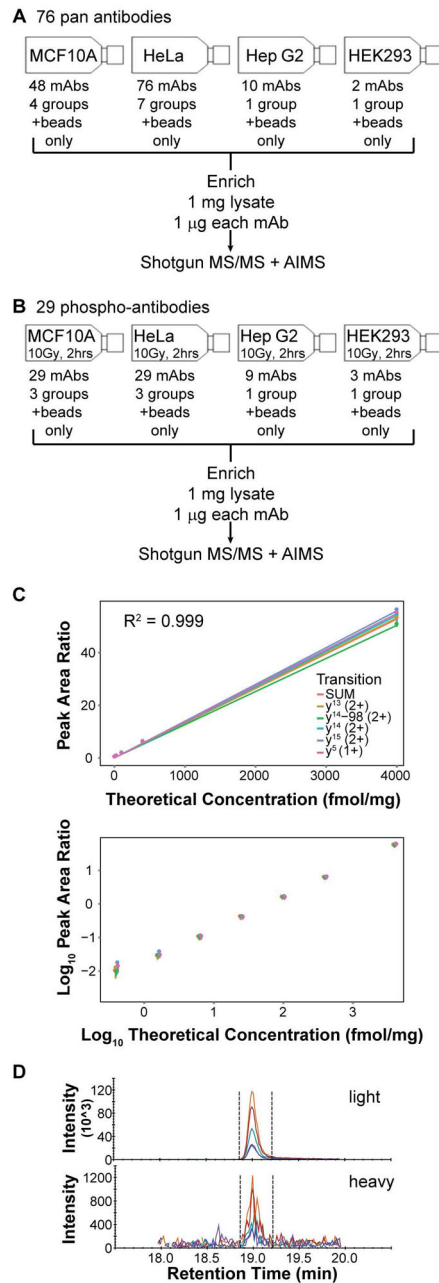 A 76 pan antibodies
MCF10A HeLa Hep G2 HEK293
48 mAbs 76 mAbs 10 mAbs 2 mAbs
4 groups 7 groups 1 group 1 group
+beads +beads +beads +beads
only only only only
Enrich
1 mg lysate
1 μg each mAb
Shotgun MS/MS + AIMS
B 29 phospho-antibodies
MCF10A HeLa Hep G2 HEK293
10Gy, 2hrs 10Gy, 2hrs 10Gy, 2hrs 10Gy, 2hrs
29 mAbs 29 mAbs 9 mAbs 3 mAbs
3 groups 3 groups 1 group 1 group
+beads +beads +beads +beads
only only only only
Enrich
1 mg lysate
1 μg each mAb
Shotgun MS/MS + AIMS
C
R² = 0.999
Peak Area Ratio
40
20
0
Transition
SUM
y¹³ (2+)
y¹⁴−98 (2+)
y¹⁴ (2+)
y¹⁵ (2+)
y⁵ (1+)
0 1000 2000 3000 4000
Theoretical Concentration (fmol/mg)
Log₁₀ Peak Area Ratio
1
0
−1
−2
0 1 2 3
Log₁₀ Theoretical Concentration (fmol/mg)
D
Intensity
(10^3)
120
80
40
0
light
Intensity
1200
800
400
0
heavy
18.0 18.5 19.0 19.5 20.0
Retention Time (min)